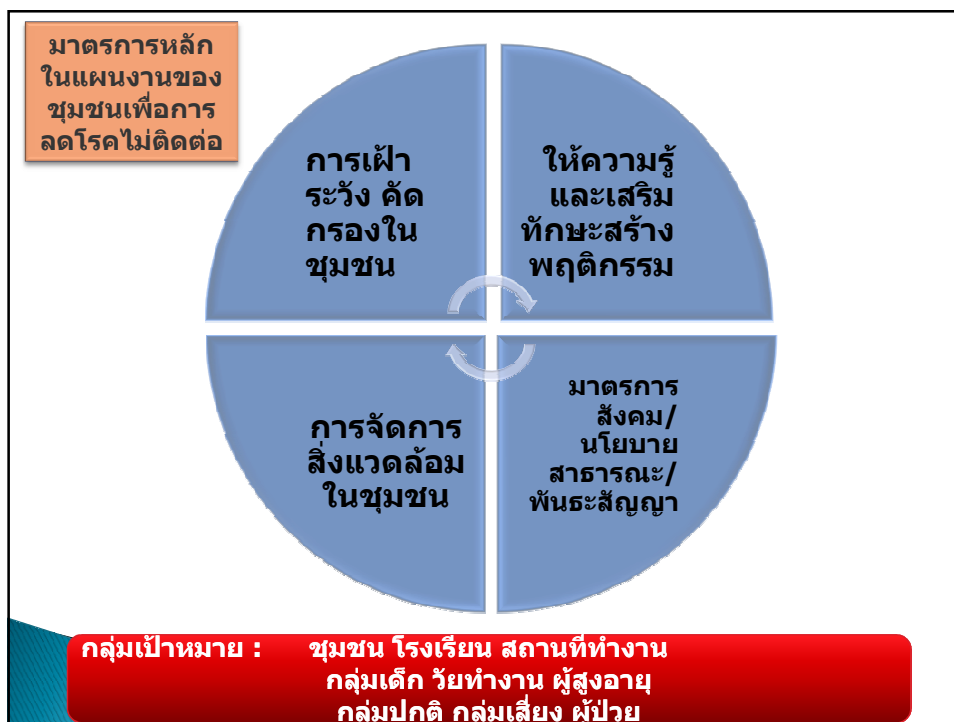 มาตรการหลัก
ในแผนงานของ
ชุมชนเพื่อการ
ลดโรคไม่ติดต่อ
การเฝ้า
ระวัง คัด
กรองใน
ชุมชน
ให้ความรู้
และเสริม
ทักษะสร้าง
พฤติกรรม
การจัดการ
สิ่งแวดล้อม
ในชุมชน
มาตรการ
สังคม/
นโยบาย
สาธารณะ/
พันธะสัญญา
กลุ่มเป้าหมาย : ชุมชน โรงเรียน สถานที่ทำงาน
กลุ่มเด็ก วัยทำงาน ผู้สูงอายุ
กลุ่มปกติ กลุ่มเสี่ยง ผู้ป่วย